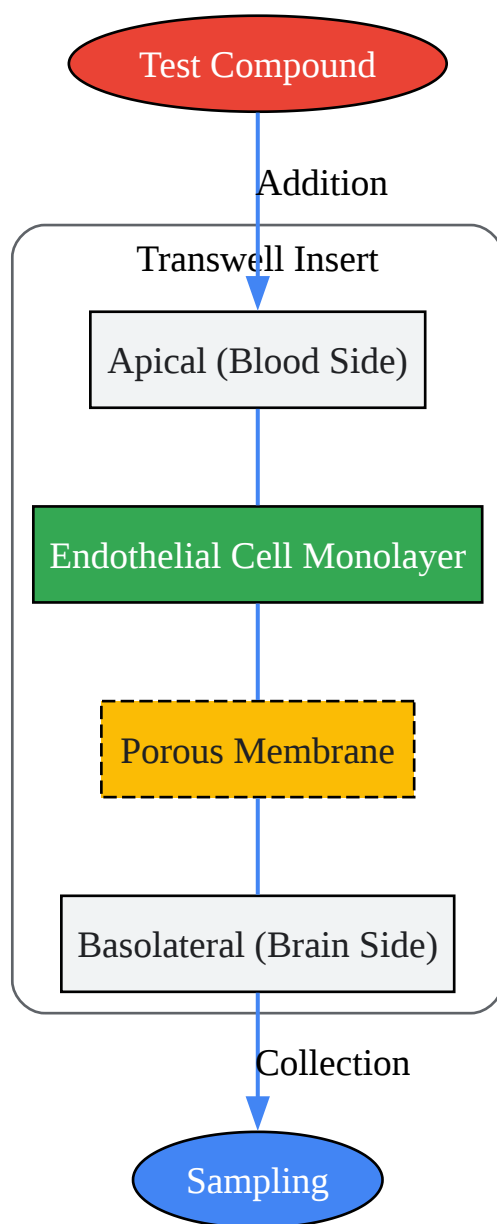 Test Compound
Addition
Transwell Insert
Apical (Blood Side)
Endothelial Cell Monolayer
Porous Membrane
Basolateral (Brain Side)
Collection
Sampling